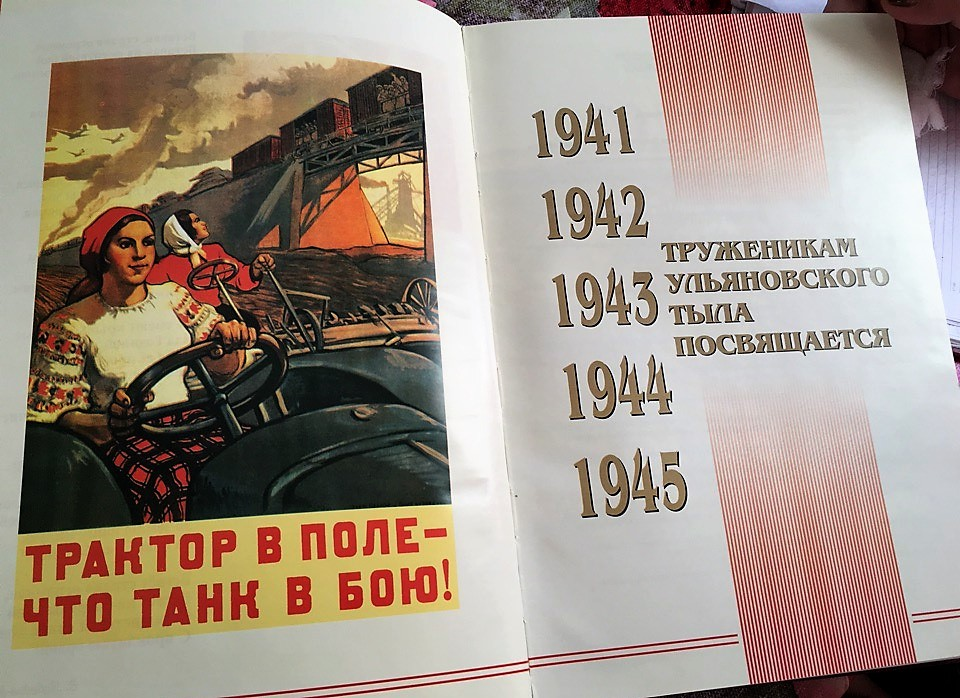 ТРАКТОР В ПОЛЕ–
ЧТО ТАНК В БОЮ!
1941
1942
1943
1944
1945
ТРУЖЕНИКАМ
УЛЬЯНОВСКОГО
ТЫЛА
ПОСВЯЩАЕТСЯ